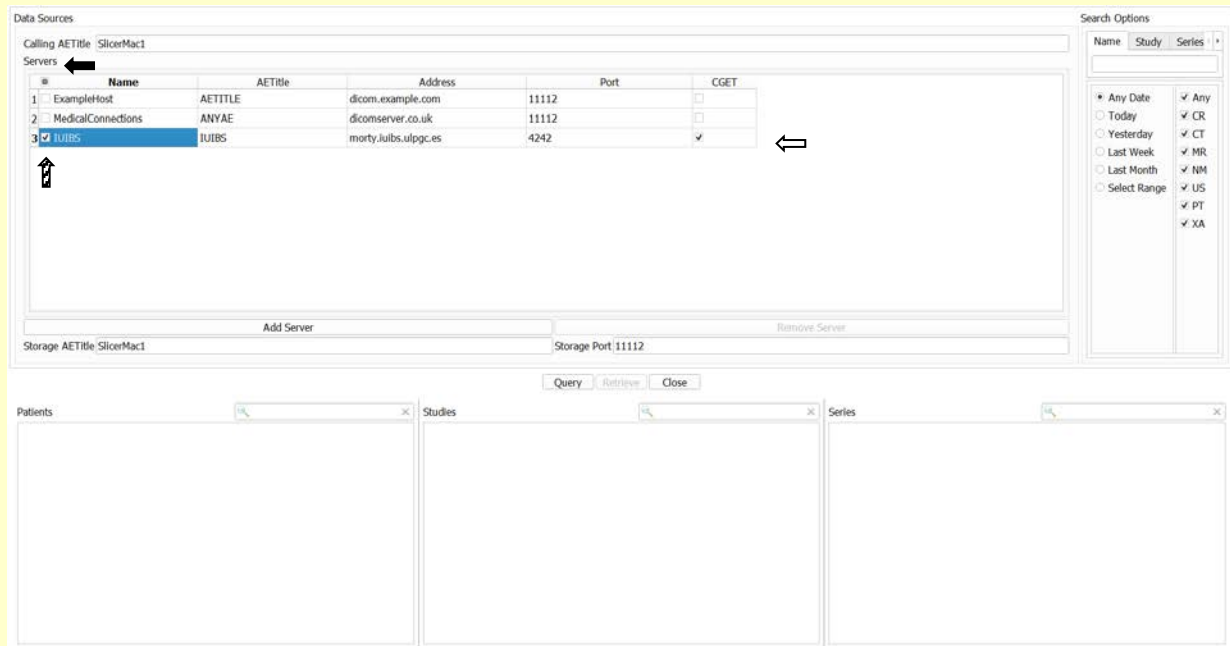 Data Sources
Calling AETitle SlicerMac1
Servers
Name AETitle Address Port CGET
1 ExampleHost AETITLE dicom.example.com 11112
2 MedicalConnections ANYAE dicomserver.co.uk 11112
3 IUIBS IUIBS morty.iuibs.ulpgc.es 4242
Add Server Remove Server
Storage AETitle SlicerMac1 Storage Port 11112
Search Options
Name Study Series
Any Date Any
Today CR
Yesterday CT
Last Week MR
Last Month NM
Select Range US
PT
XA
Query Retrieve Close
Patients Studies Series